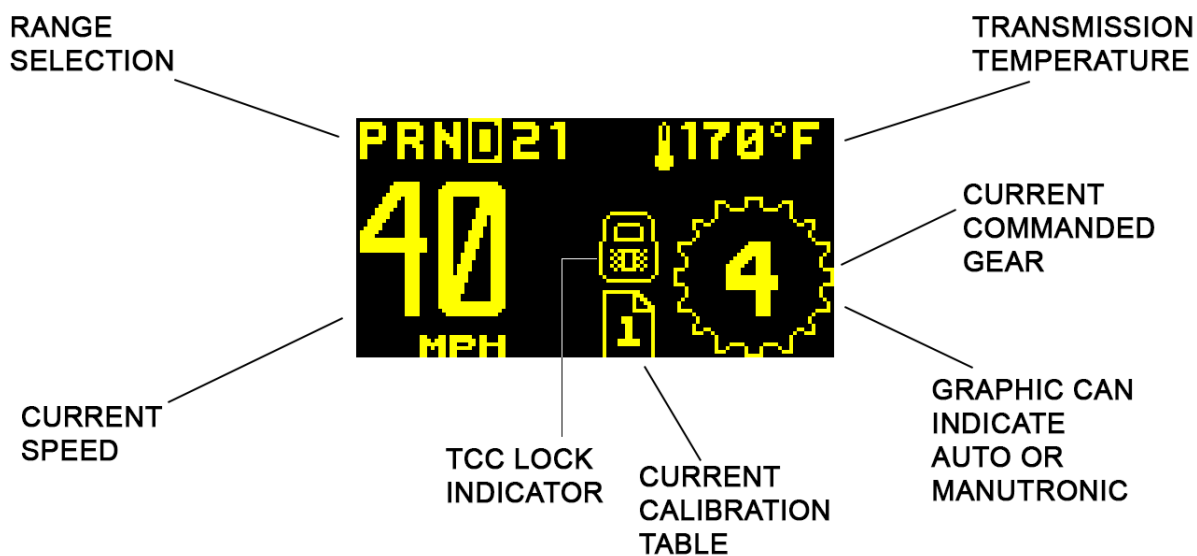 RANGE
SELECTION
TRANSMISSION
TEMPERATURE
PRND21
170°F
40
MPH
1
4
CURRENT
COMMANDED
GEAR
CURRENT
SPEED
TCC LOCK
INDICATOR
CURRENT
CALIBRATION
TABLE
GRAPHIC CAN
INDICATE
AUTO OR
MANUTRONIC